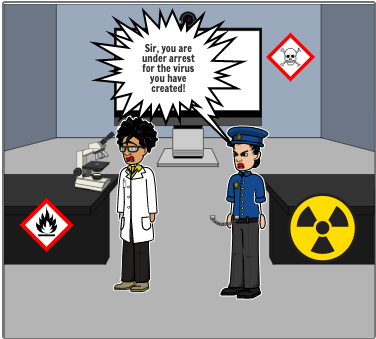 Sir, you are
under arrest
for the virus
you have
created!